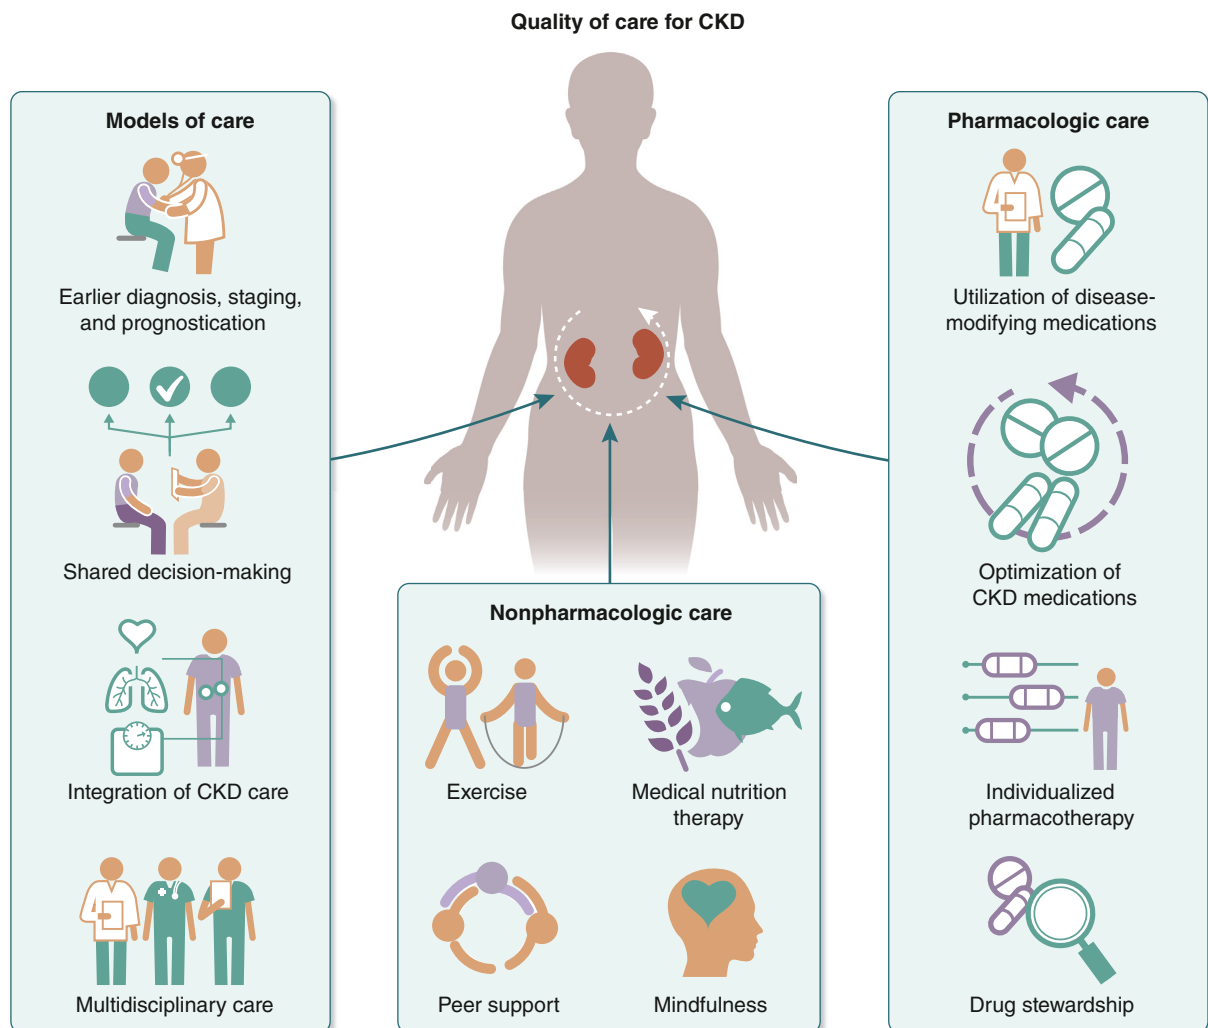 Quality of care for CKD
Models of care
Earlier diagnosis, staging,
and prognostication
Shared decision-making
Integration of CKD care
Multidisciplinary care
Nonpharmacologic care
Exercise
Medical nutrition
therapy
Peer support
Mindfulness
Pharmacologic care
Utilization of disease-
modifying medications
Optimization of
CKD medications
Individualized
pharmacotherapy
Drug stewardship